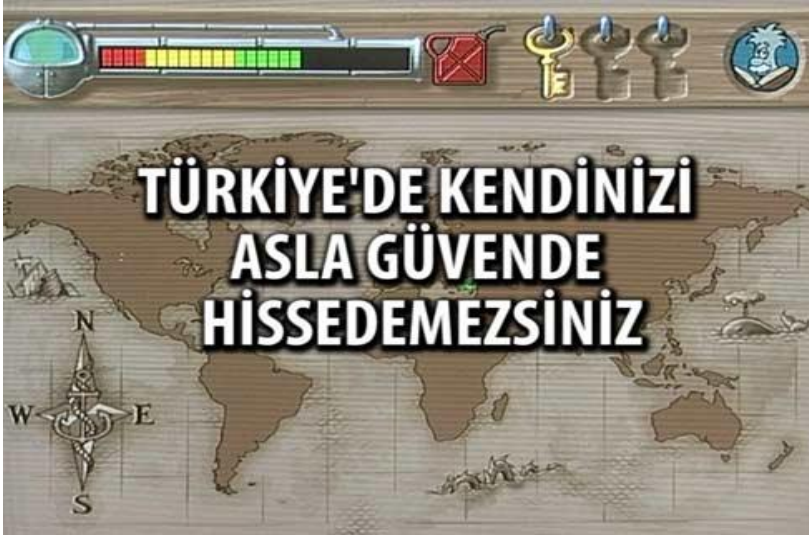 TÜRKİYE'DE KENDİNİZİ
ASLA GÜVENDE
HİSSEDEMEZSİNİZ
N
W E
S